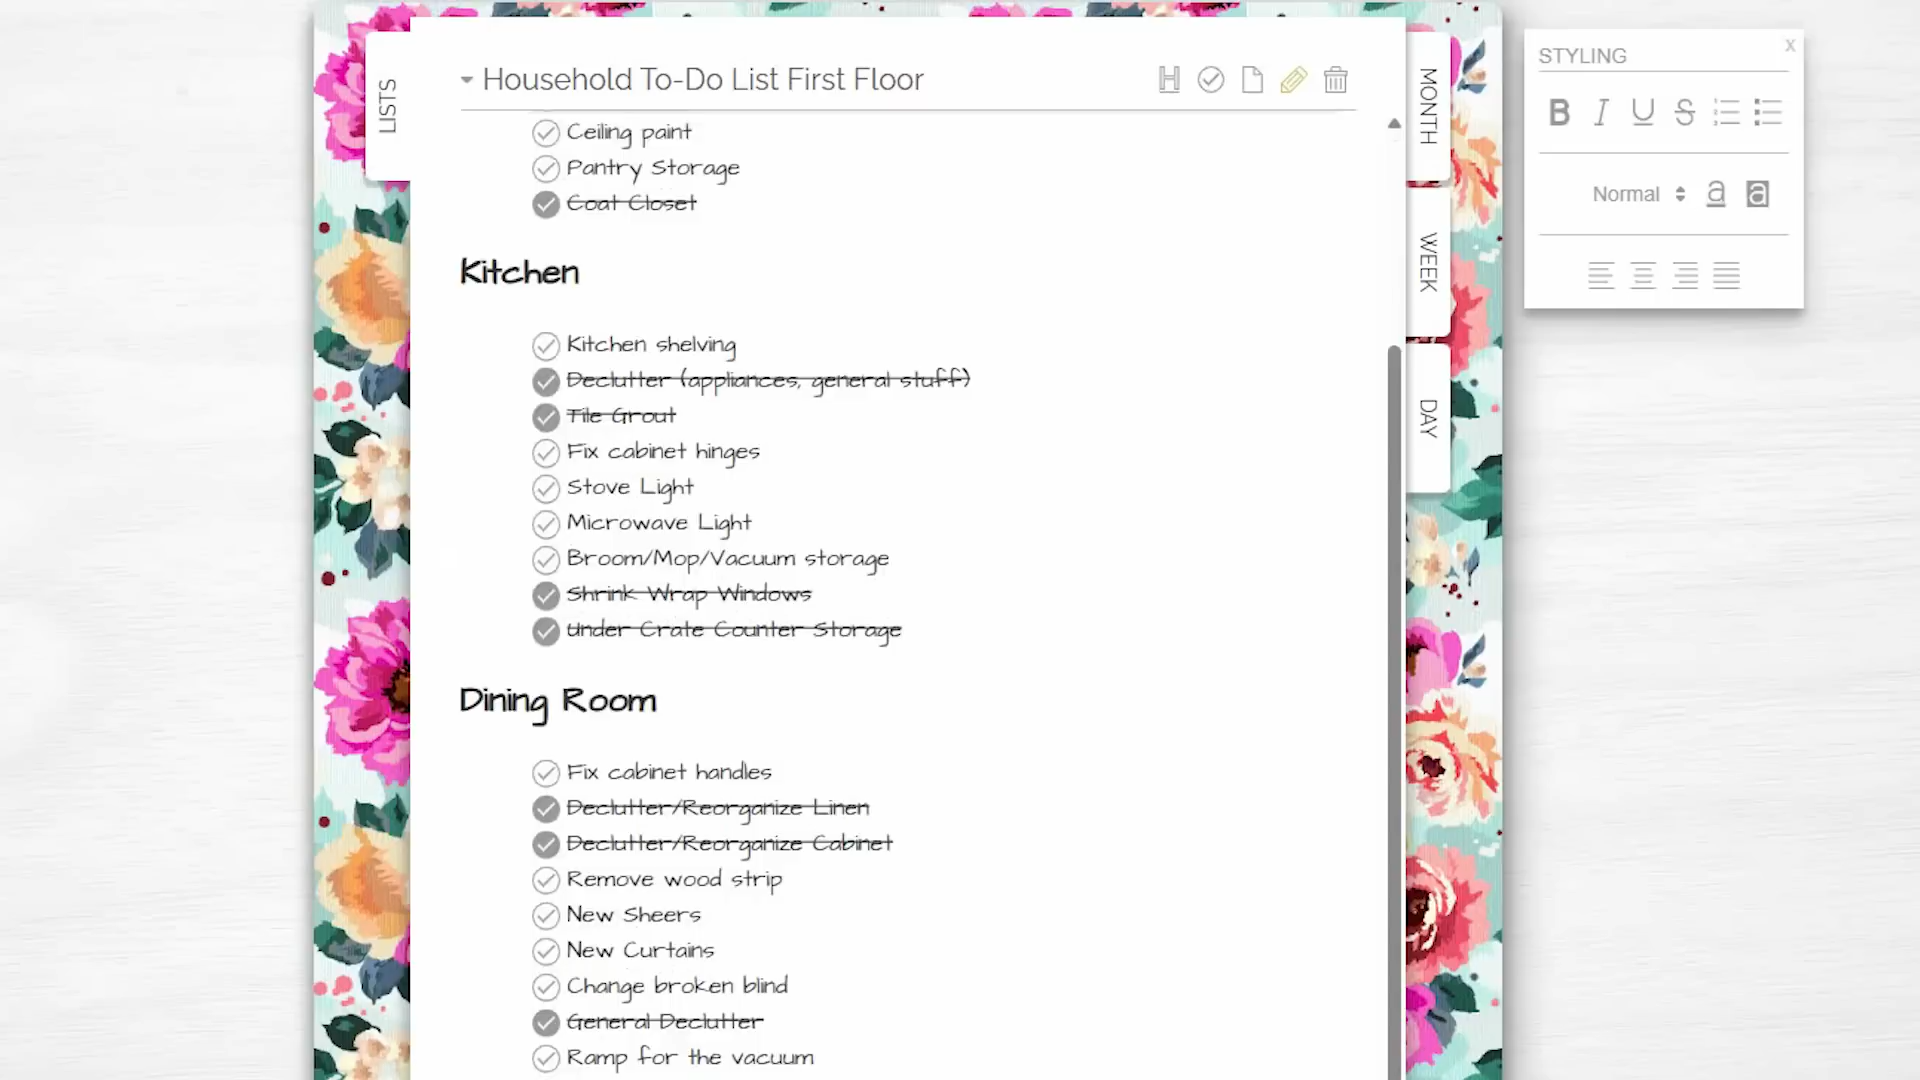 LISTS
Household To-Do List First Floor
Ceiling paint
Pantry Storage
Coat Closet
Kitchen
Kitchen shelving
Declutter (appliances, general stuff)
Tile Grout
Fix cabinet hinges
Stove Light
Microwave Light
Broom/Mop/Vacuum storage
Shrink Wrap Windows
Under Crate Counter Storage
Dining Room
Fix cabinet handles
Declutter/Reorganize Linen
Declutter/Reorganize Cabinet
Remove wood strip
New Sheers
New Curtains
Change broken blind
General Declutter
Ramp for the vacuum
MONTH
WEEK
DAY
STYLING x
B I U S
Normal a a